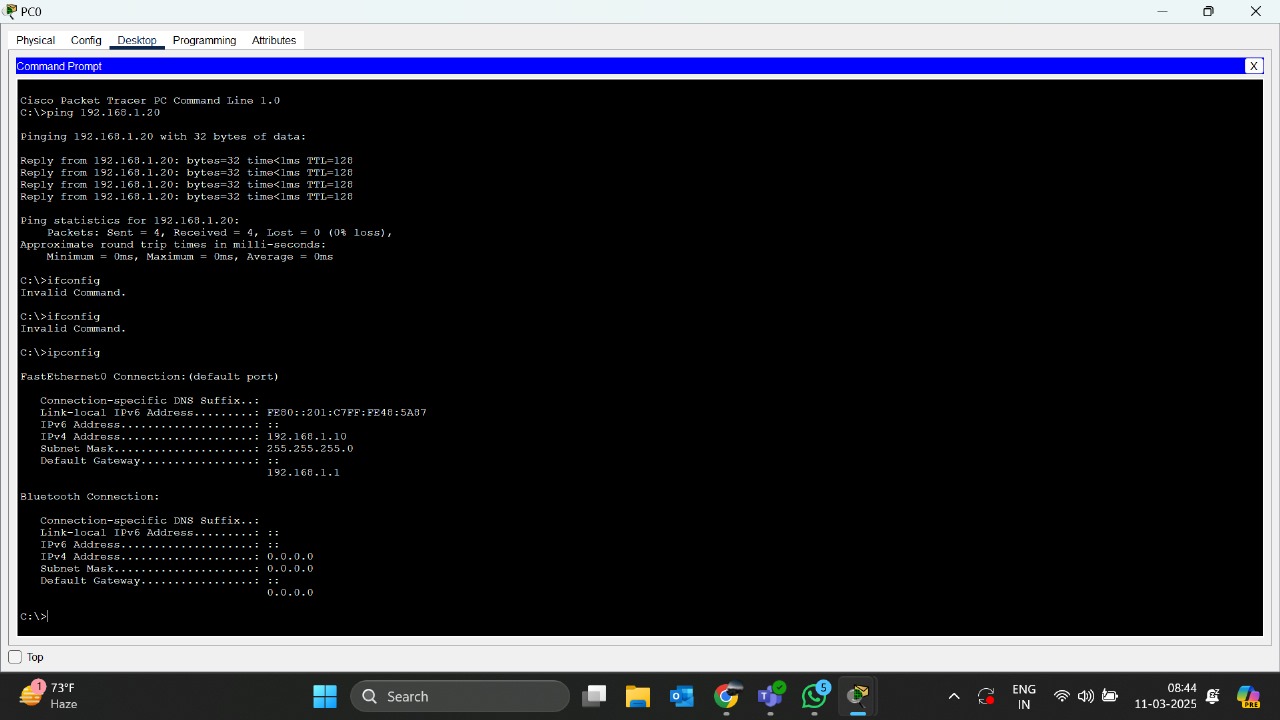 PC0
Physical Config Desktop Programming Attributes
Command Prompt X
Cisco Packet Tracer PC Command Line 1.0
C:\>ping 192.168.1.20
Pinging 192.168.1.20 with 32 bytes of data:
Reply from 192.168.1.20: bytes=32 time<1ms TTL=128
Reply from 192.168.1.20: bytes=32 time<1ms TTL=128
Reply from 192.168.1.20: bytes=32 time<1ms TTL=128
Reply from 192.168.1.20: bytes=32 time<1ms TTL=128
Ping statistics for 192.168.1.20:
Packets: Sent = 4, Received = 4, Lost = 0 (0% loss),
Approximate round trip times in milli-seconds:
Minimum = 0ms, Maximum = 0ms, Average = 0ms
C:\>ifconfig
Invalid Command.
C:\>ifconfig
Invalid Command.
C:\>ipconfig
FastEthernet0 Connection:(default port)
Connection-specific DNS Suffix..:
Link-local IPv6 Address.........: FE80::201:C7FF:FE48:5A87
IPv6 Address....................: ::
IPv4 Address....................: 192.168.1.10
Subnet Mask.....................: 255.255.255.0
Default Gateway.................: ::
192.168.1.1
Bluetooth Connection:
Connection-specific DNS Suffix..:
Link-local IPv6 Address.........: ::
IPv6 Address....................: ::
IPv4 Address....................: 0.0.0.0
Subnet Mask.....................: 0.0.0.0
Default Gateway.................: ::
0.0.0.0
C:\>
Top
1 73°F
Haze
Search
5
ENG
IN
08:44
11-03-2025
PRE